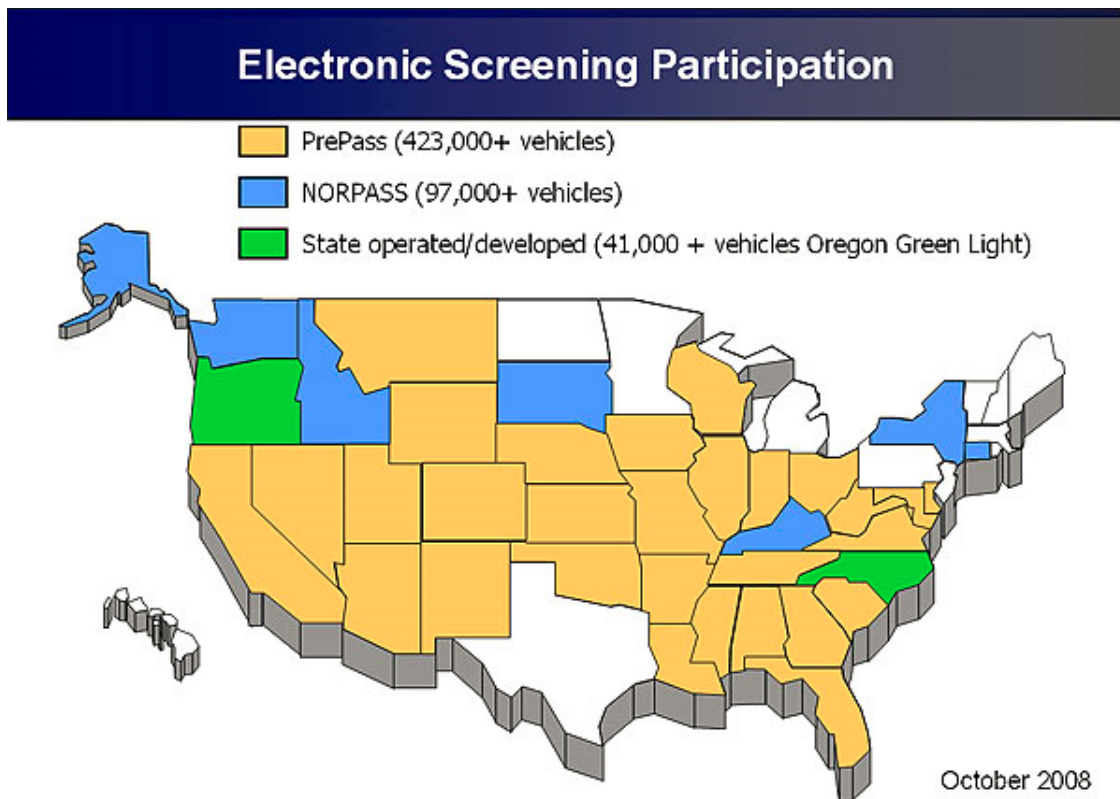 Electronic Screening Participation
PrePass (423,000+ vehicles)
NORPASS (97,000+ vehicles)
State operated/developed (41,000 + vehicles Oregon Green Light)
October 2008